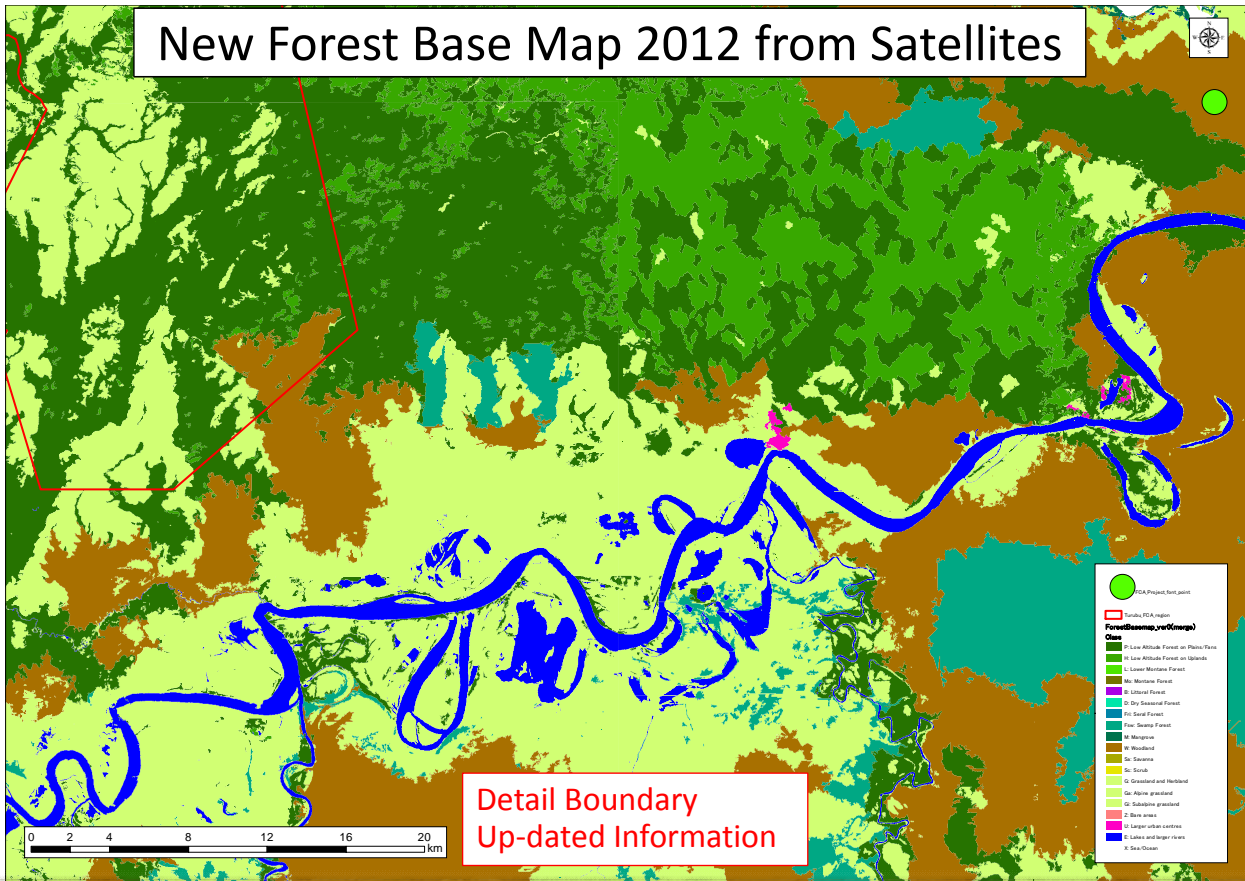 New Forest Base Map 2012 from Satellites
N
W E
S
FCA_Project_font_point
Turubu_FCA_region
ForestBasemap_ver0(merge)
Class
P: Low Altitude Forest on Plains/Fans
H: Low Altitude Forest on Uplands
L: Lower Montane Forest
Mo: Montane Forest
B: Littoral Forest
D: Dry Seasonal Forest
Fri: Seral Forest
Fsw: Swamp Forest
M: Mangrove
W: Woodland
Sa: Savanna
Sc: Scrub
G: Grassland and Herbland
Ga: Alpine grassland
Gi: Subalpine grassland
Z: Bare areas
U: Larger urban centres
E: Lakes and larger rivers
X: Sea/Ocean
Detail Boundary
Up-dated Information
0 2 4 8 12 16 20
km